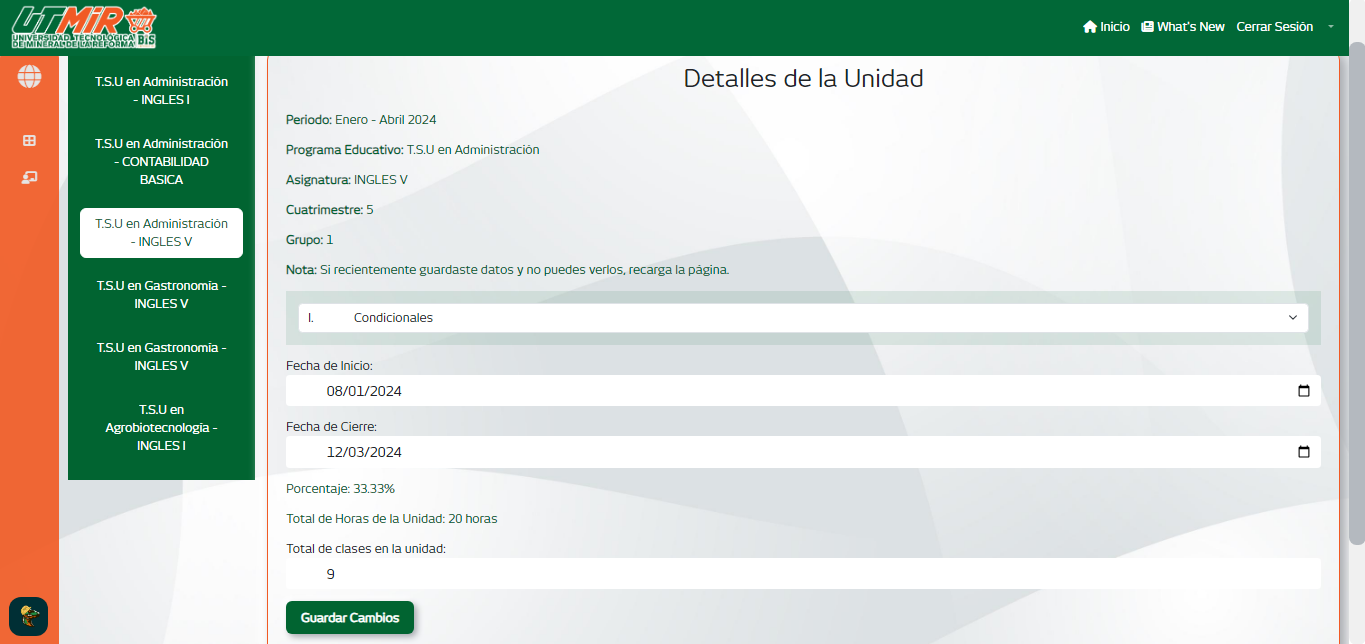 UTMiR
UNIVERSIDAD TECNOLÓGICA
DE MINERAL DE LA REFORMA BIS
Inicio What's New Cerrar Sesión
T.S.U en Administración
- INGLES I
T.S.U en Administración
- CONTABILIDAD
BASICA
T.S.U en Administración
- INGLES V
T.S.U en Gastronomia -
INGLES V
T.S.U en Gastronomia -
INGLES V
T.S.U en
Agrobiotecnología -
INGLES I
Detalles de la Unidad
Periodo: Enero - Abril 2024
Programa Educativo: T.S.U en Administración
Asignatura: INGLES V
Cuatrimestre: 5
Grupo: 1
Nota: Si recientemente guardaste datos y no puedes verlos, recarga la página.
I. Condicionales
Fecha de Inicio:
08/01/2024
Fecha de Cierre:
12/03/2024
Porcentaje: 33.33%
Total de Horas de la Unidad: 20 horas
Total de clases en la unidad:
9
Guardar Cambios